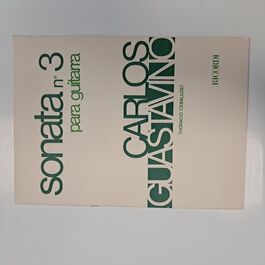 sonata nº 3
para guitarra
CARLOS
GUASTAVINO
(HORACIO CEBALLOS)
RICORDI